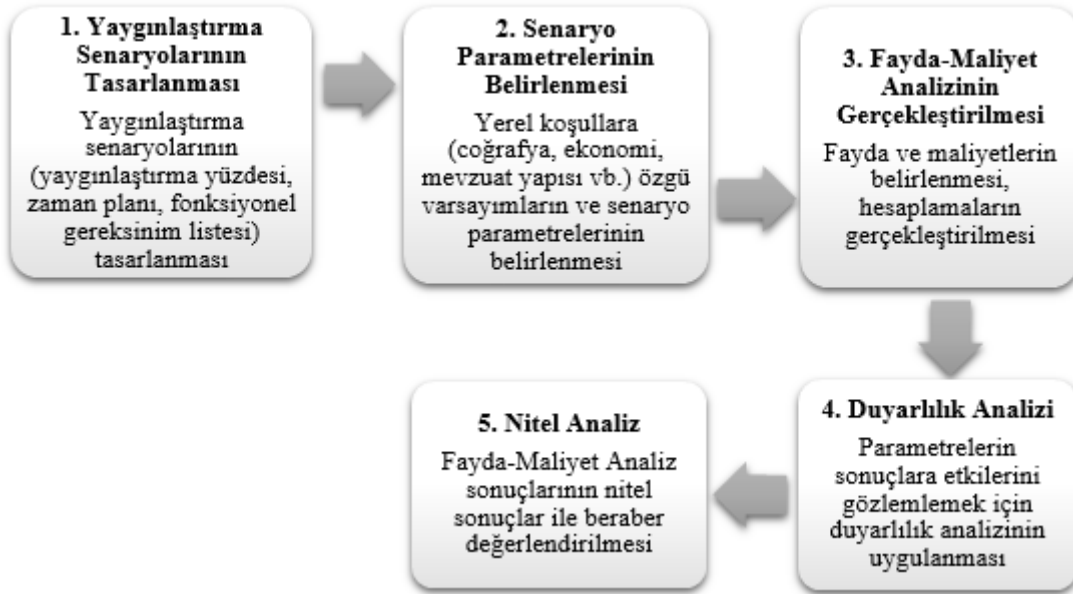 1. Yaygınlaştırma
Senaryolarının
Tasarlanması
Yaygınlaştırma
senaryolarının
(yaygınlaştırma yüzdesi,
zaman planı, fonksiyonel
gereksinim listesi)
tasarlanması
2. Senaryo
Parametrelerinin
Belirlenmesi
Yerel koşullara
(coğrafya, ekonomi,
mevzuat yapısı vb.) özgü
varsayımların ve senaryo
parametrelerinin
belirlenmesi
3. Fayda-Maliyet
Analizinin
Gerçekleştirilmesi
Fayda ve maliyetlerin
belirlenmesi,
hesaplamaların
gerçekleştirilmesi
4. Duyarlılık Analizi
Parametrelerin
sonuçlara etkilerini
gözlemlemek için
duyarlılık analizinin
uygulanması
5. Nitel Analiz
Fayda-Maliyet Analiz
sonuçlarının nitel
sonuçlar ile beraber
değerlendirilmesi